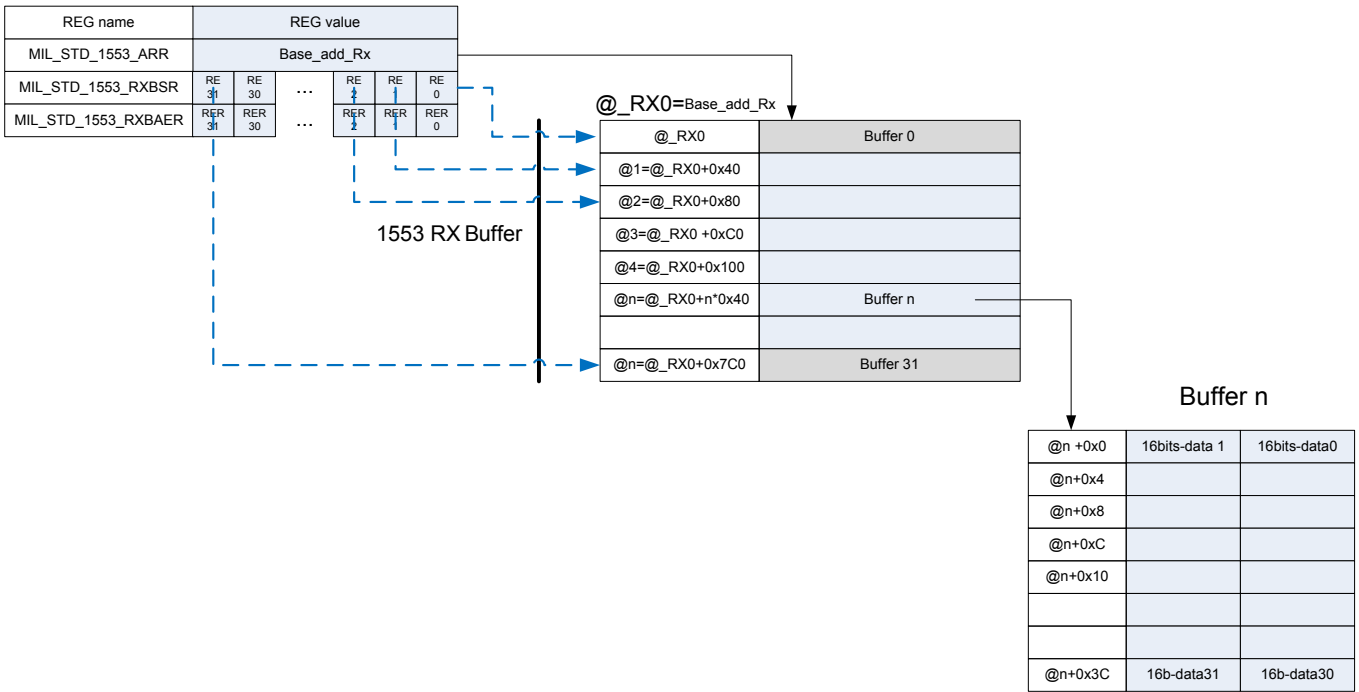 REG name REG value
MIL_STD_1553_ARR Base_add_Rx
MIL_STD_1553_RXBSR RE 31 RE 30 ... RE 2 RE 1 RE 0
MIL_STD_1553_RXBAER RER 31 RER 30 ... RER 2 RER 1 RER 0
@_RX0=Base_add_Rx
@_RX0 Buffer 0
@1=@_RX0+0x40
@2=@_RX0+0x80
1553 RX Buffer
@3=@_RX0 +0xC0
@4=@_RX0+0x100
@n=@_RX0+n*0x40 Buffer n
@n=@_RX0+0x7C0 Buffer 31
Buffer n
@n +0x0 16bits-data 1 16bits-data0
@n+0x4
@n+0x8
@n+0xC
@n+0x10
@n+0x3C 16b-data31 16b-data30